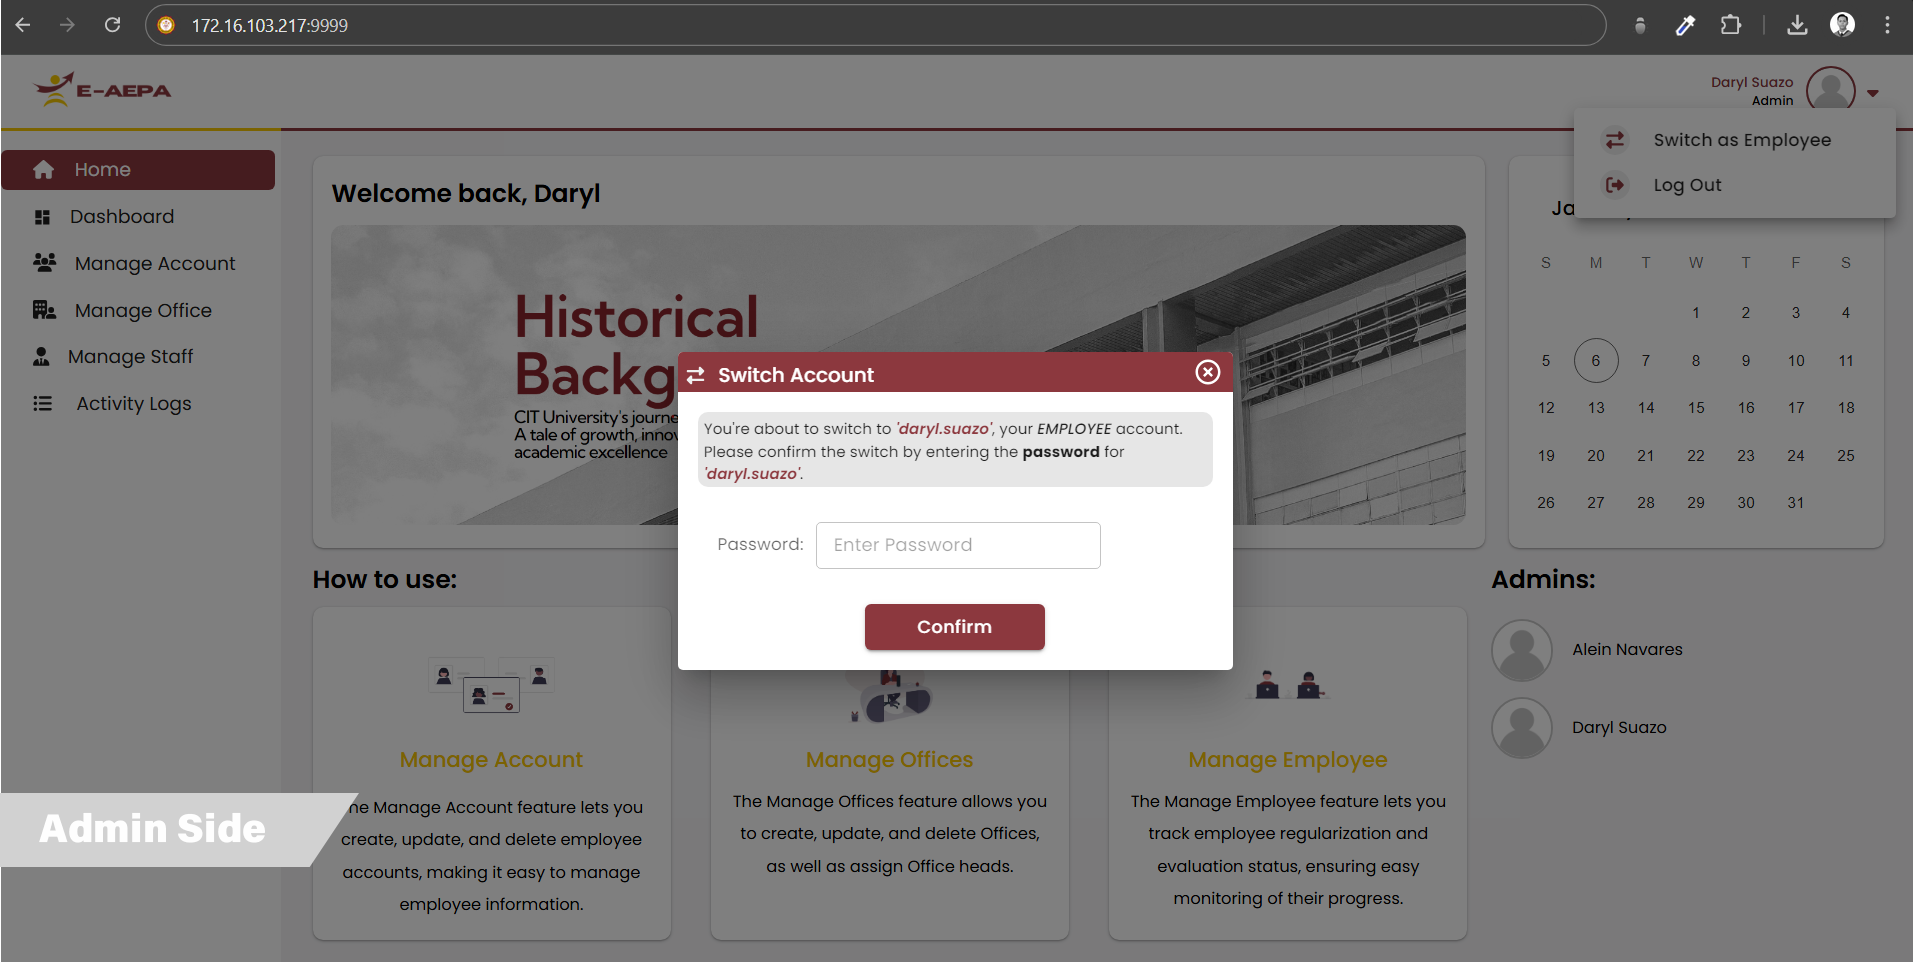 172.16.103.217:9999
E-AEPA
Daryl Suazo
Admin
Switch as Employee
Log Out
Home
Dashboard
Manage Account
Manage Office
Manage Staff
Activity Logs
Welcome back, Daryl
Historical
Backg
CIT University's journe
A tale of growth, innov
academic excellence
Switch Account
You're about to switch to 'daryl.suazo', your EMPLOYEE account.
Please confirm the switch by entering the password for
'daryl.suazo'.
Password: Enter Password
Confirm
Ja
S M T W T F S
1 2 3 4
5 6 7 8 9 10 11
12 13 14 15 16 17 18
19 20 21 22 23 24 25
26 27 28 29 30 31
How to use:
Manage Account
he Manage Account feature lets you
create, update, and delete employee
accounts, making it easy to manage
employee information.
Manage Offices
The Manage Offices feature allows you
to create, update, and delete Offices,
as well as assign Office heads.
Manage Employee
The Manage Employee feature lets you
track employee regularization and
evaluation status, ensuring easy
monitoring of their progress.
Admins:
Alein Navares
Daryl Suazo
Admin Side